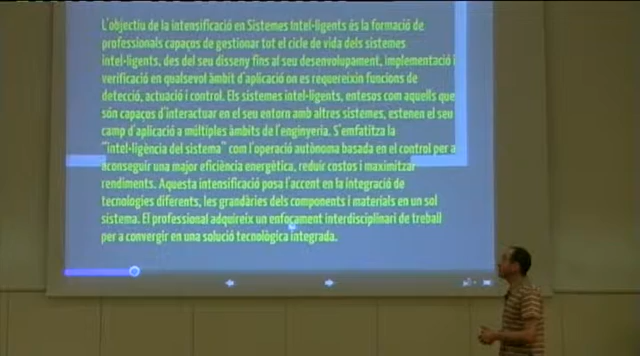 L'objectiu de la intensificació en Sistemes Intel·ligents és la formació de
professionals capaços de gestionar tot el cicle de vida dels sistemes
intel·ligents, des del seu disseny fins al seu desenvolupament, implementació i
verificació en qualsevol àmbit d'aplicació on es requereixin funcions de
detecció, actuació i control. Els sistemes intel·ligents, entesos com aquells que
són capaços d'interactuar en el seu entorn amb altres sistemes, estenen el seu
camp d'aplicació a múltiples àmbits de l'enginyeria. S'emfatitza la
"intel·ligència del sistema" com l'operació autònoma basada en el control per a
aconseguir una major eficiència energètica, reduir costos i maximitzar
rendiments. Aquesta intensificació posa l'accent en la integració de
tecnologies diferents, les grandàries dels components i materials en un sol
sistema. El professional adquireix un enfocament interdisciplinari de treball
per a convergir en una solució tecnològica integrada.